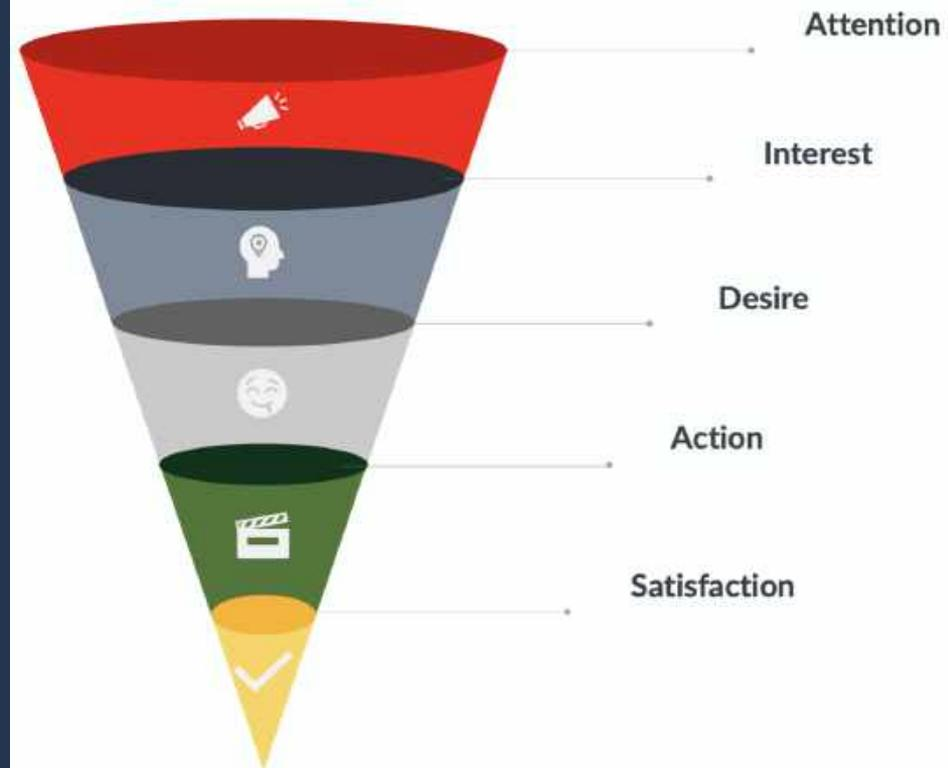 Attention
Interest
Desire
Action
Satisfaction